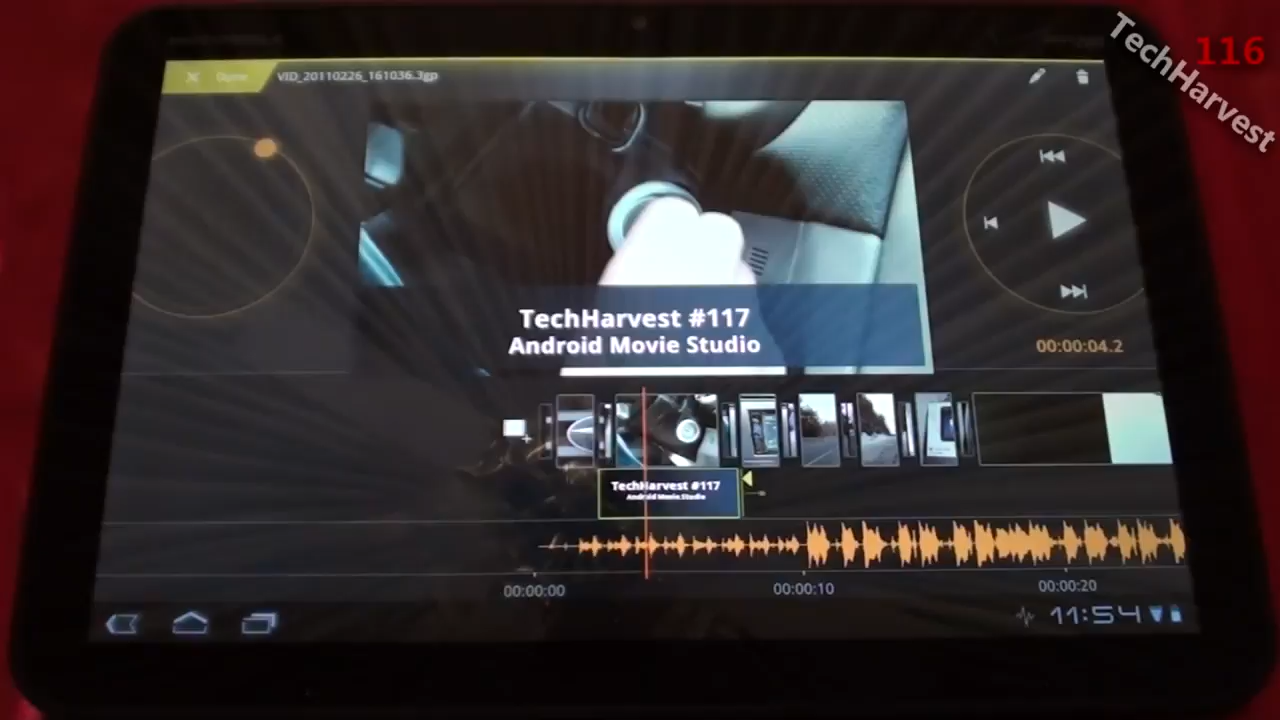 TechHarvest
116
Done
VID_20110226_161036.3gp
TechHarvest #117
Android Movie Studio
00:00:04.2
TechHarvest #117
Android Movie Studio
00:00:00
00:00:10
00:00:20
11:54